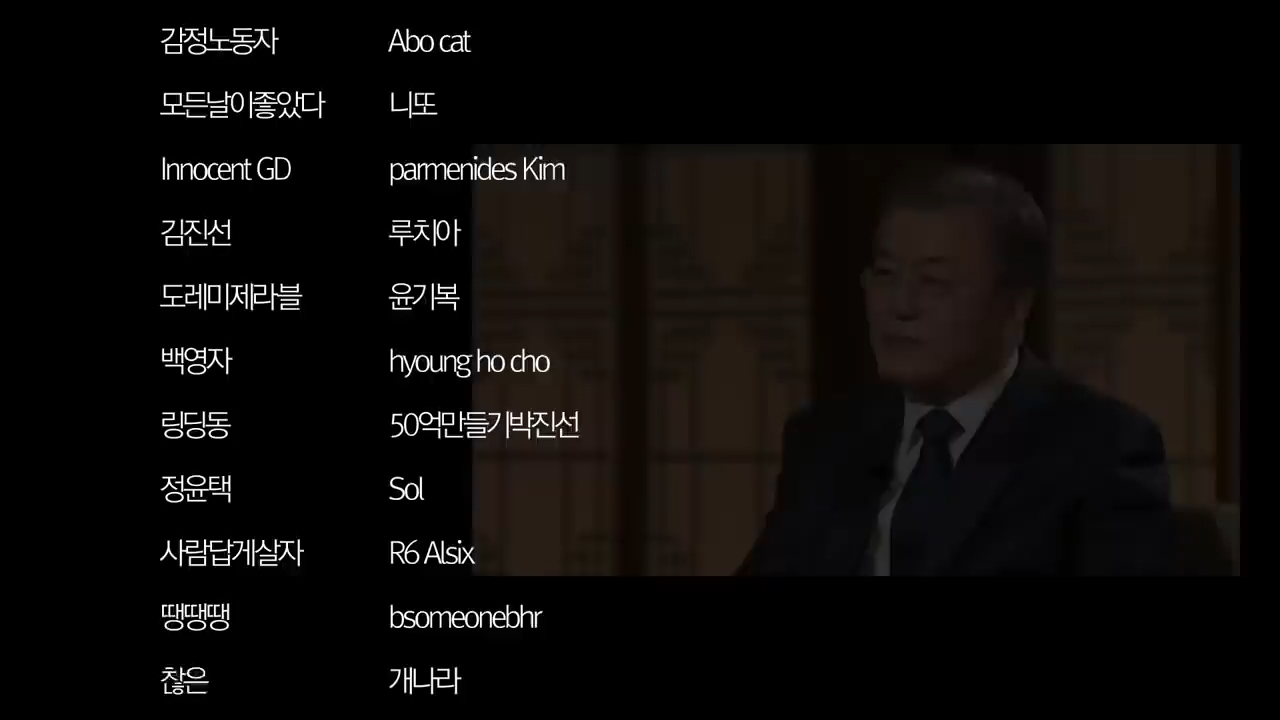 감정노동자 Abo cat
모든날이좋았다 니또
Innocent GD parmenides Kim
김진선 루치아
도레미제라블 윤기복
백영자 hyoung ho cho
링딩동 50억만들기박진선
정윤택 Sol
사람답게살자 R6 Alsix
땡땡땡 bsomeonebhr
찮은 개나라